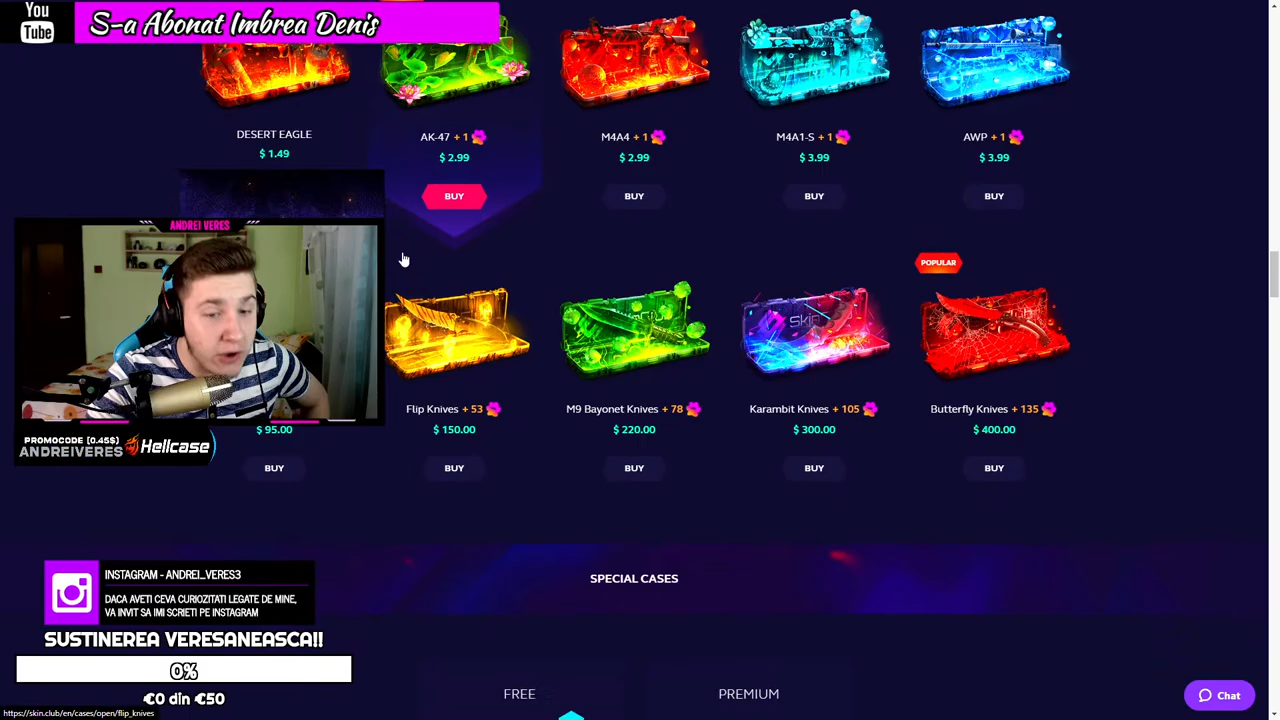 You
Tube
S-a Abonat Imbrea Denis
DESERT EAGLE
$ 1.49
AK-47 + 1
$ 2.99
BUY
M4A4 + 1
$ 2.99
BUY
M4A1-S + 1
$ 3.99
BUY
AWP + 1
$ 3.99
BUY
ANDREI VERES
POPULAR
$ 95.00
BUY
Flip Knives + 53
$ 150.00
BUY
M9 Bayonet Knives + 78
$ 220.00
BUY
Karambit Knives + 105
$ 300.00
BUY
Butterfly Knives + 135
$ 400.00
BUY
PROMOCODE (0.45$)
ANDREIVERES
Hellcase
SPECIAL CASES
INSTAGRAM - ANDREI_VERES3
DACA AVETI CEVA CURIOZITATI LEGATE DE MINE,
VA INVIT SA IMI SCRIETI PE INSTAGRAM
SUSTINEREA VERESANEASCA!!
0%
€0 din €50
FREE
PREMIUM
Chat
https://skin.club/en/cases/open/flip_knives